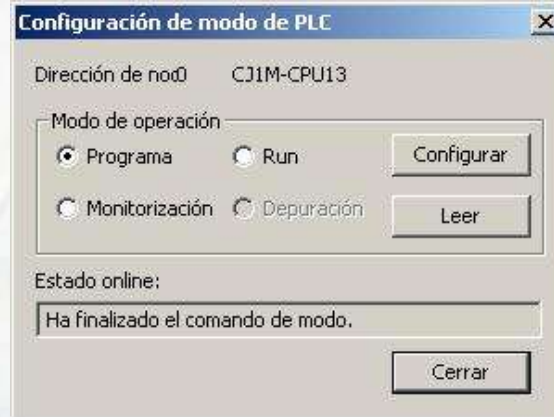 Configuración de modo de PLC
Dirección de nod0 CJ1M-CPU13
Modo de operación
Programa Run Configurar
Monitorización Depuración Leer
Estado online:
Ha finalizado el comando de modo.
Cerrar